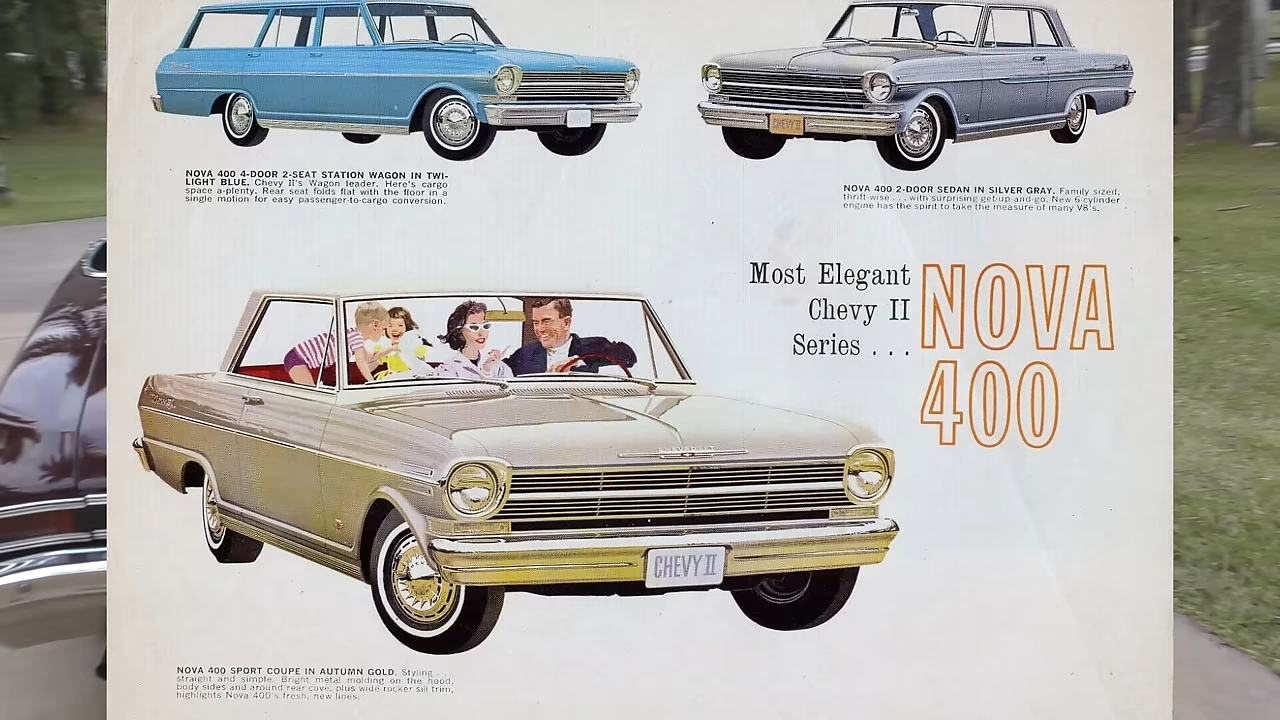 NOVA 400 4-DOOR 2-SEAT STATION WAGON IN TWI-
LIGHT BLUE. Chevy II's Wagon leader. Here's cargo
space a-plenty. Rear seat folds flat with the floor in a
single motion for easy passenger-to-cargo conversion.
CHEVY II
NOVA 400 2-DOOR SEDAN IN SILVER GRAY. Family sized,
thrift-wise . . . with surprising get-up-and-go. New 6-cylinder
engine has the spirit to take the measure of many V8's.
Most Elegant
Chevy II
Series . . .
NOVA
400
CHEVROLET
CHEVY II
NOVA 400 SPORT COUPE IN AUTUMN GOLD. Styling . . .
straight and simple. Bright metal molding on the hood,
body sides and around rear cove, plus wide rocker sill trim,
highlights Nova 400's fresh, new lines.